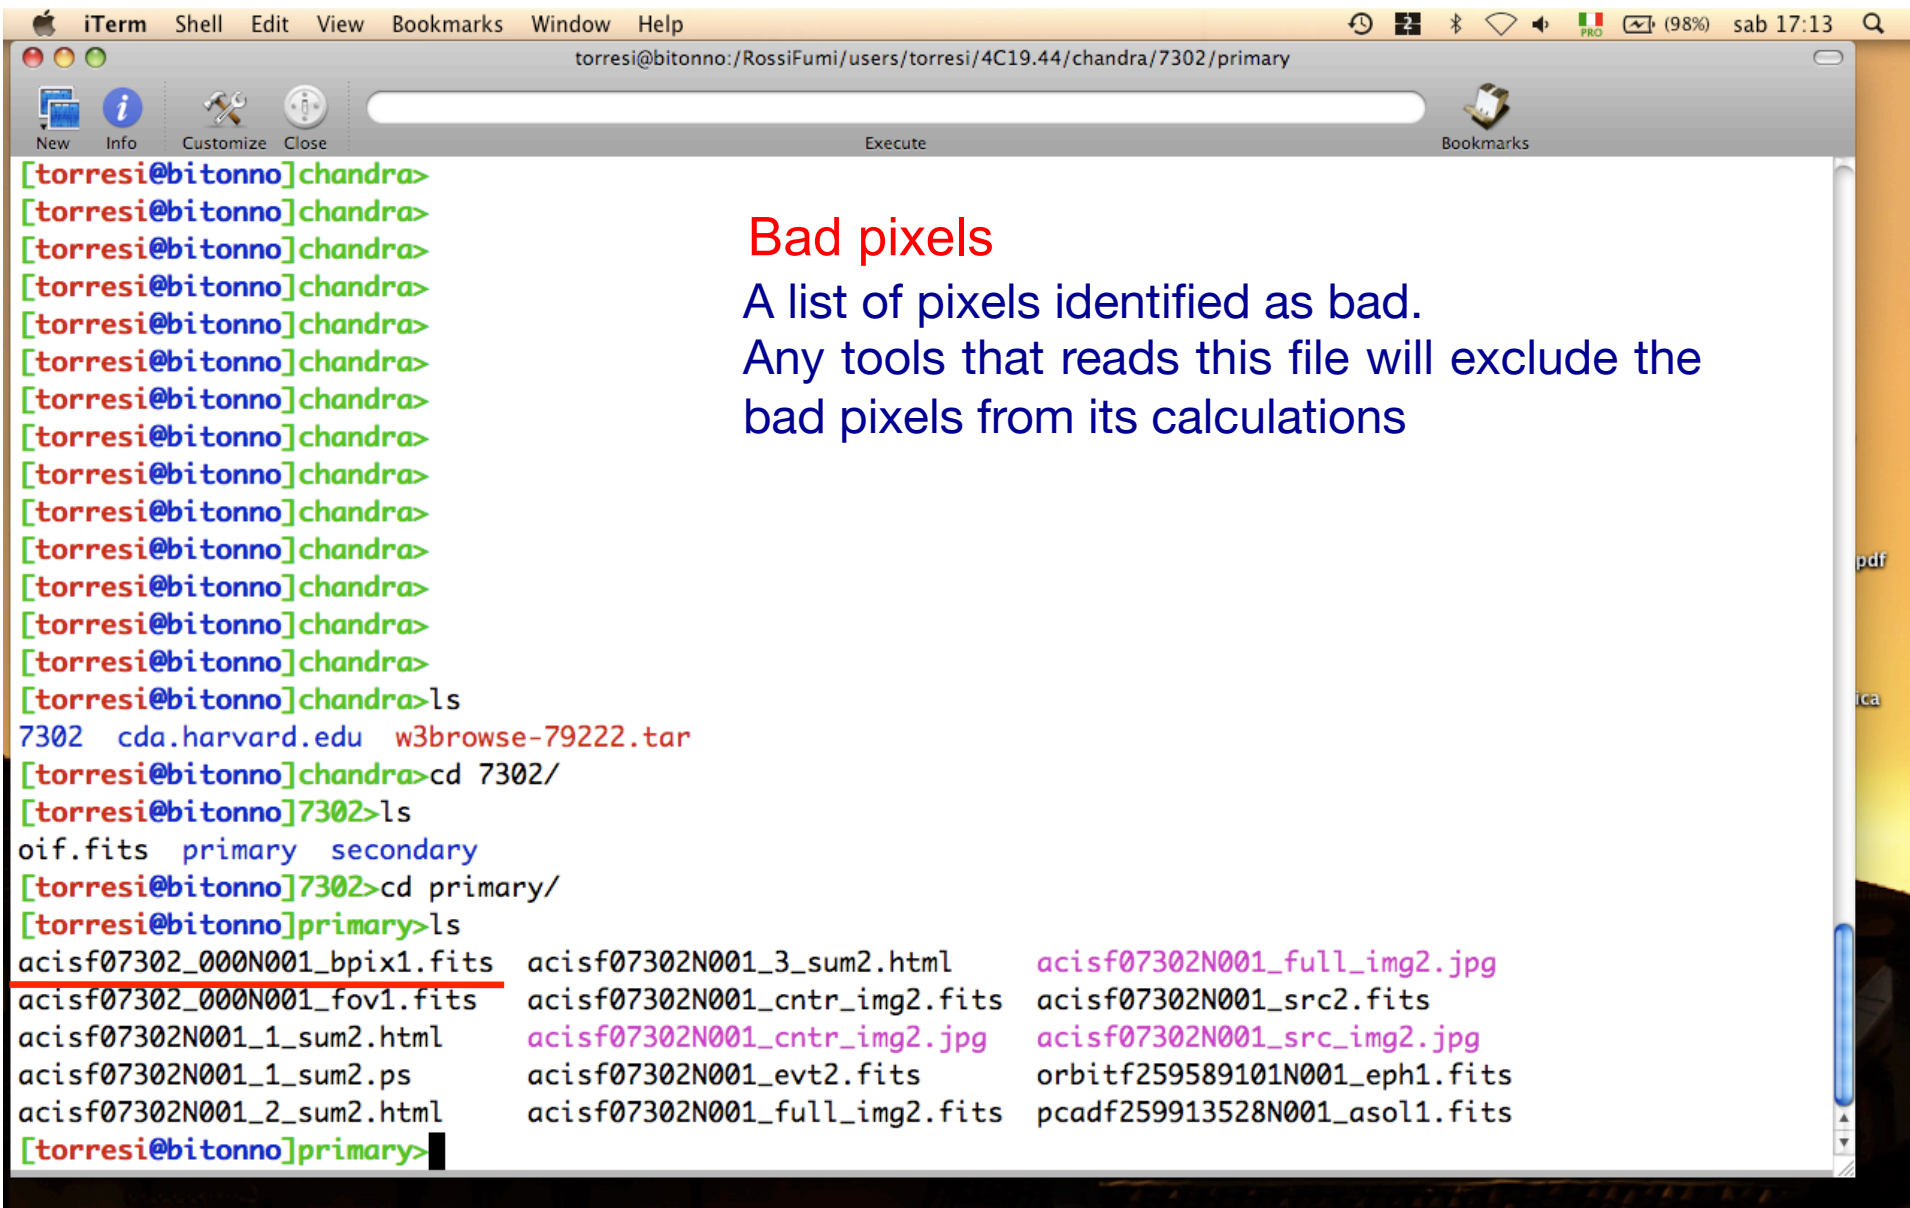 iTerm Shell Edit View Bookmarks Window Help 2 PRO (98%) sab 17:13
torresi@bitonno:/RossiFumi/users/torresi/4C19.44/chandra/7302/primary
New Info Customize Close Execute Bookmarks
[torresi@bitonno]chandra>
[torresi@bitonno]chandra>
[torresi@bitonno]chandra>
[torresi@bitonno]chandra>
[torresi@bitonno]chandra>
[torresi@bitonno]chandra>
[torresi@bitonno]chandra>
[torresi@bitonno]chandra>
[torresi@bitonno]chandra>
[torresi@bitonno]chandra>
[torresi@bitonno]chandra>
[torresi@bitonno]chandra>
[torresi@bitonno]chandra>
[torresi@bitonno]chandra>
[torresi@bitonno]chandra>ls
7302 cda.harvard.edu w3browse-79222.tar
[torresi@bitonno]chandra>cd 7302/
[torresi@bitonno]7302>ls
oif.fits primary secondary
[torresi@bitonno]7302>cd primary/
[torresi@bitonno]primary>ls
acisf07302_000N001_bpix1.fits acisf07302N001_3_sum2.html acisf07302N001_full_img2.jpg
acisf07302_000N001_fov1.fits acisf07302N001_cntr_img2.fits acisf07302N001_src2.fits
acisf07302N001_1_sum2.html acisf07302N001_cntr_img2.jpg acisf07302N001_src_img2.jpg
acisf07302N001_1_sum2.ps acisf07302N001_evt2.fits orbitf259589101N001_eph1.fits
acisf07302N001_2_sum2.html acisf07302N001_full_img2.fits pcadf259913528N001_asol1.fits
[torresi@bitonno]primary>
Bad pixels
A list of pixels identified as bad.
Any tools that reads this file will exclude the
bad pixels from its calculations
pdf
ica